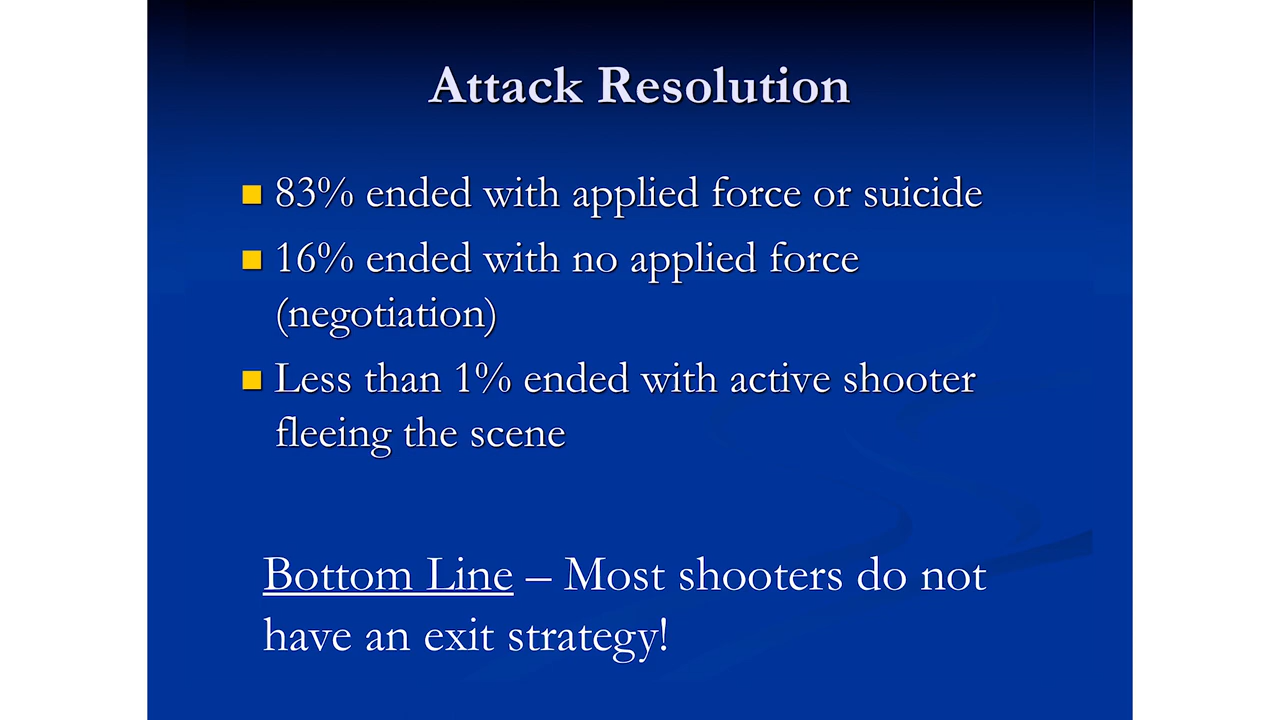 Attack Resolution
83% ended with applied force or suicide
16% ended with no applied force
(negotiation)
Less than 1% ended with active shooter
fleeing the scene
Bottom Line – Most shooters do not
have an exit strategy!